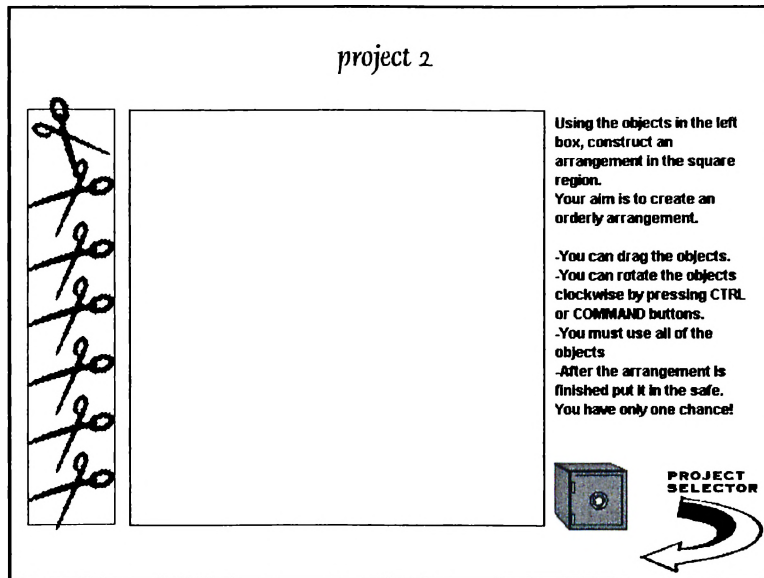 project 2
Using the objects in the left
box, construct an
arrangement in the square
region.
Your aim is to create an
orderly arrangement.
-You can drag the objects.
-You can rotate the objects
clockwise by pressing CTRL
or COMMAND buttons.
-You must use all of the
objects
-After the arrangement is
finished put it in the safe.
You have only one chance!
PROJECT
SELECTOR